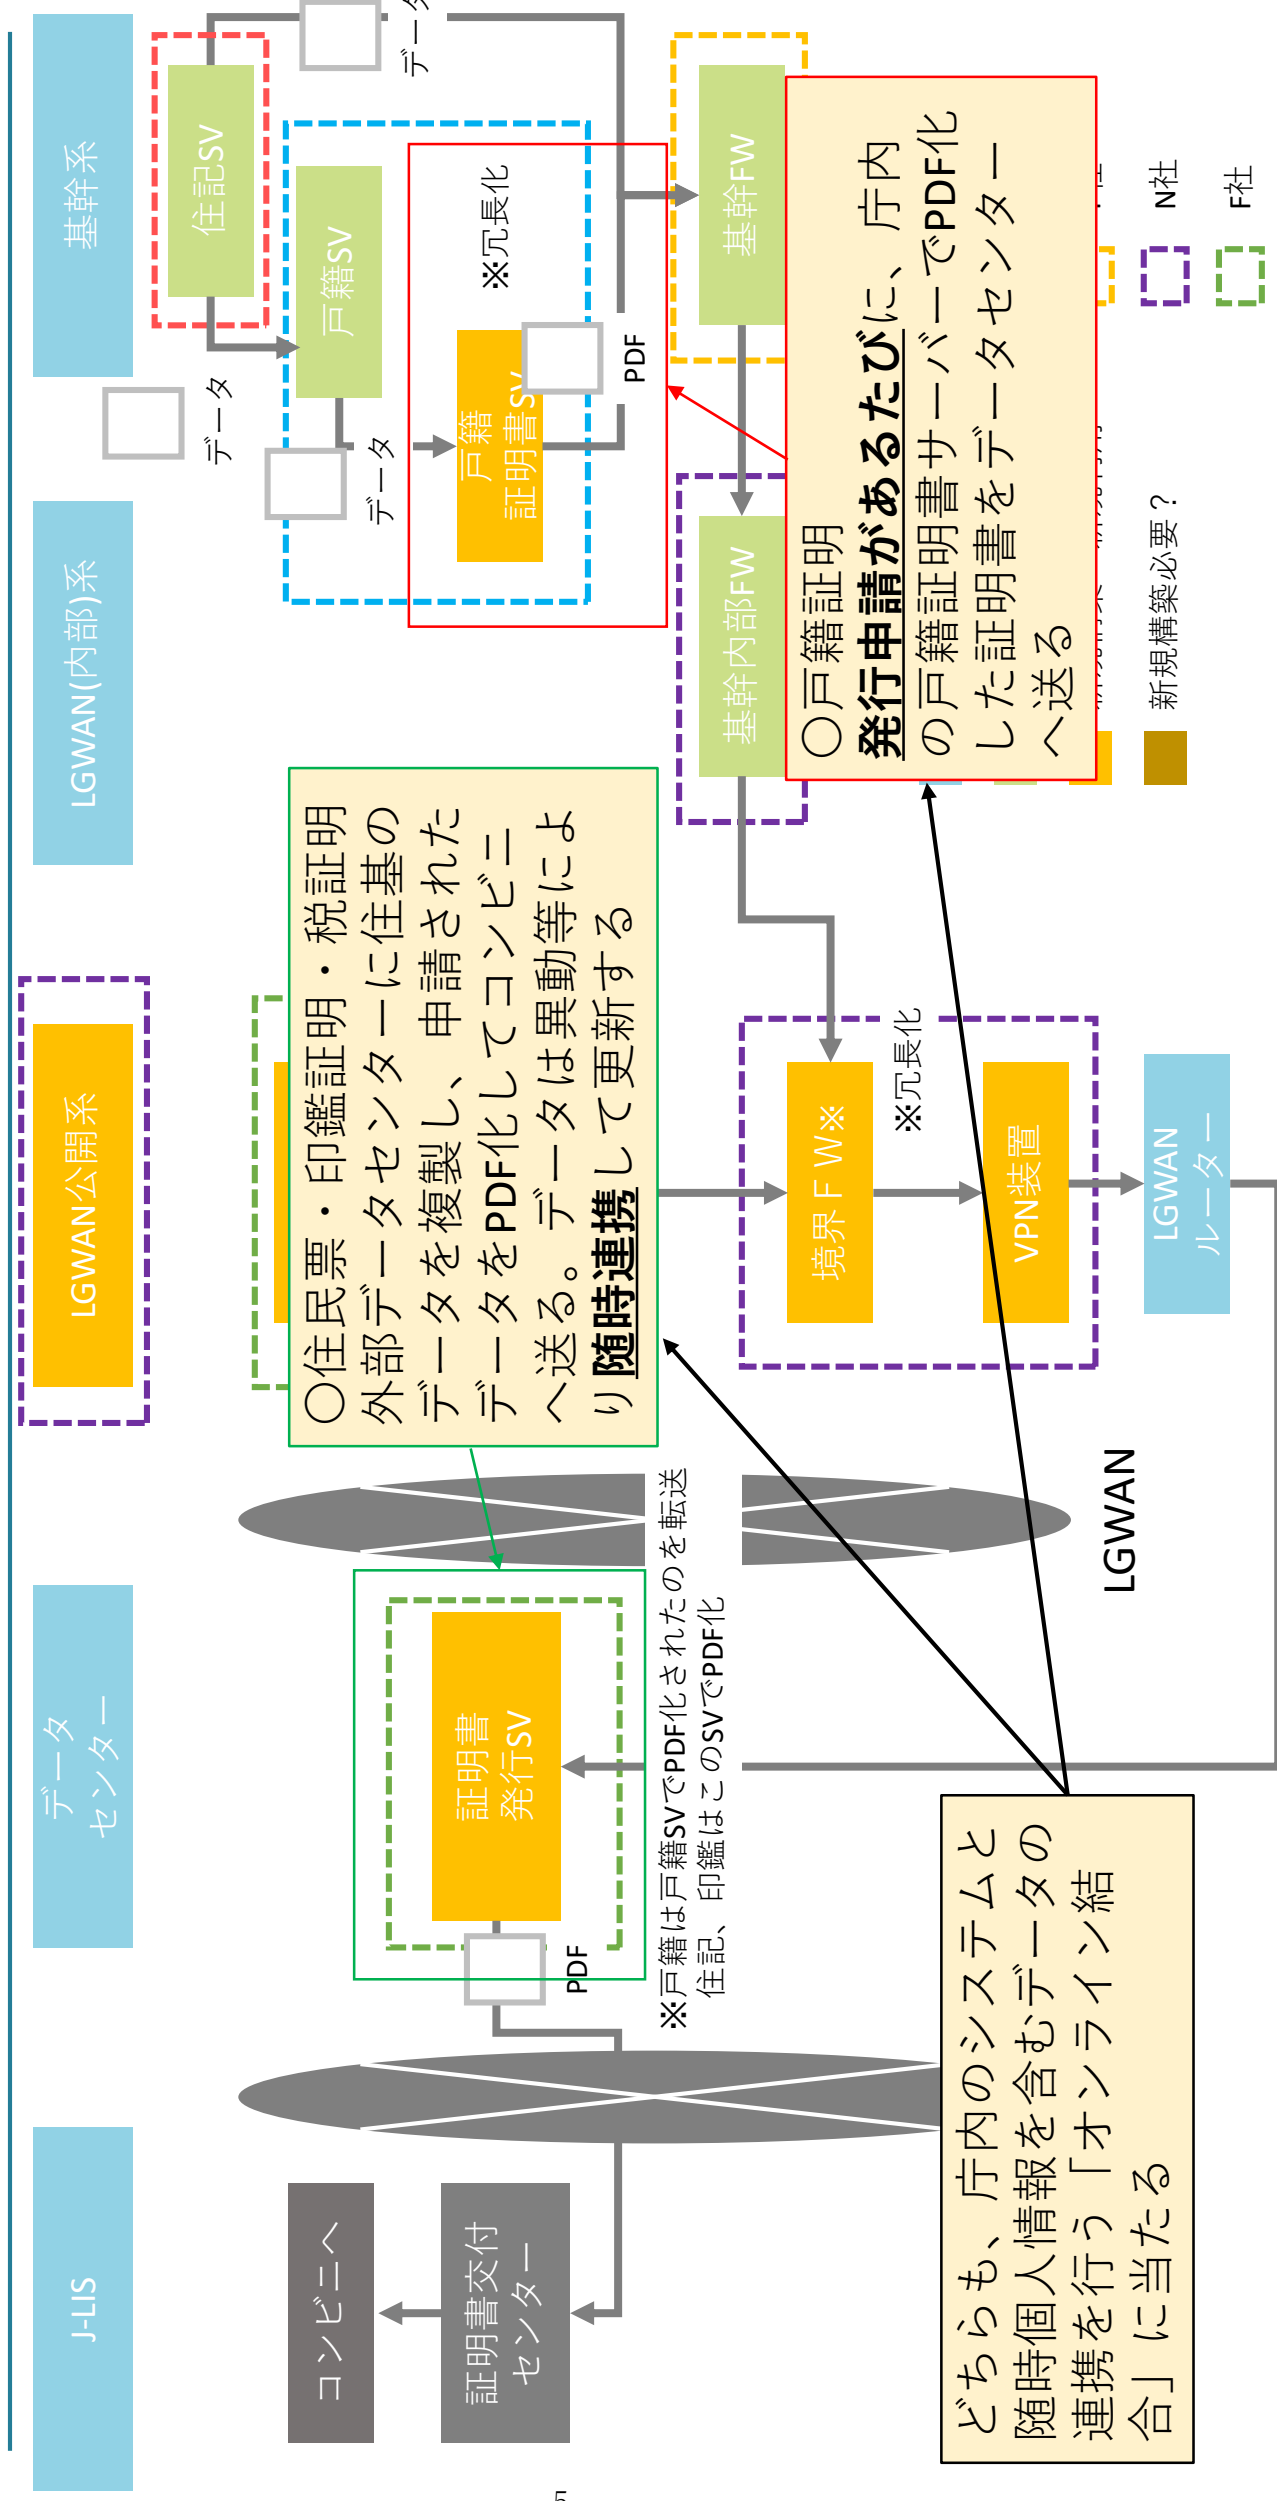 J-LIS
データ
センター
LGWAN公開系
LGWAN(内部)系
基幹系
住記SV
データ
データ
戸籍SV
データ
※冗長化
戸籍
証明書SV
PDF
基幹FW
基幹内部FW
〇住民票・印鑑証明・税証明
外部データセンターに住基の
データを複製し、申請された
データをPDF化してコンビニ
へ送る。データは異動等によ
り随時連携して更新する
〇戸籍証明
発行申請があるたびに、庁内
の戸籍証明書サーバーでPDF化
した証明書をデータセンター
へ送る
コンビニへ
証明書交付
センター
証明書
発行SV
PDF
※戸籍は戸籍SVでPDF化されたのを転送
住記、印鑑はこのSVでPDF化
境界ＦＷ※
※冗長化
VPN装置
LGWAN
ルーター
LGWAN
どちらも、庁内のシステムと
随時個人情報を含むデータの
連携を行う「オンライン結
合」に当たる
新規構築必要？
社
N社
F社
5